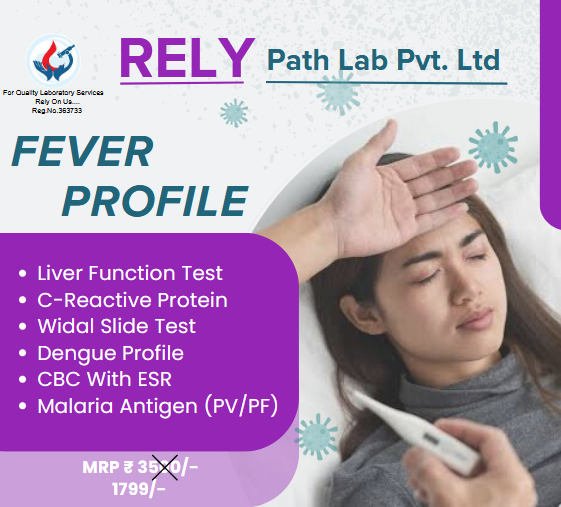 RELY Path Lab Pvt. Ltd
For Quality Laboratory Services
Rely On Us....
Reg.No.363733
FEVER
PROFILE
• Liver Function Test
• C-Reactive Protein
• Widal Slide Test
• Dengue Profile
• CBC With ESR
• Malaria Antigen (PV/PF)
MRP ₹ /-
1799/-